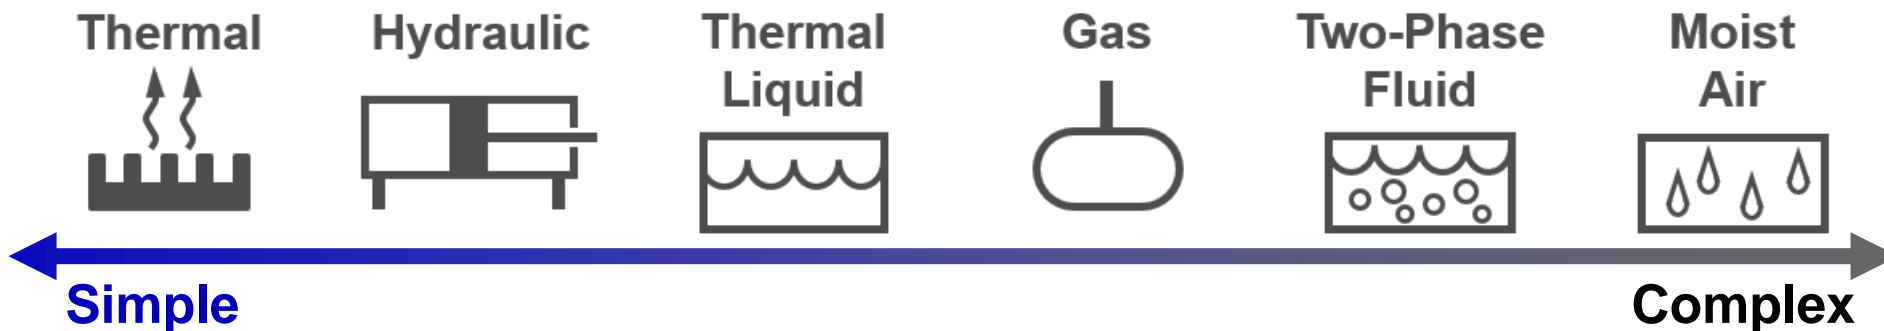 Thermal
Hydraulic
Thermal
Liquid
Gas
Two-Phase
Fluid
Moist
Air
Simple
Complex